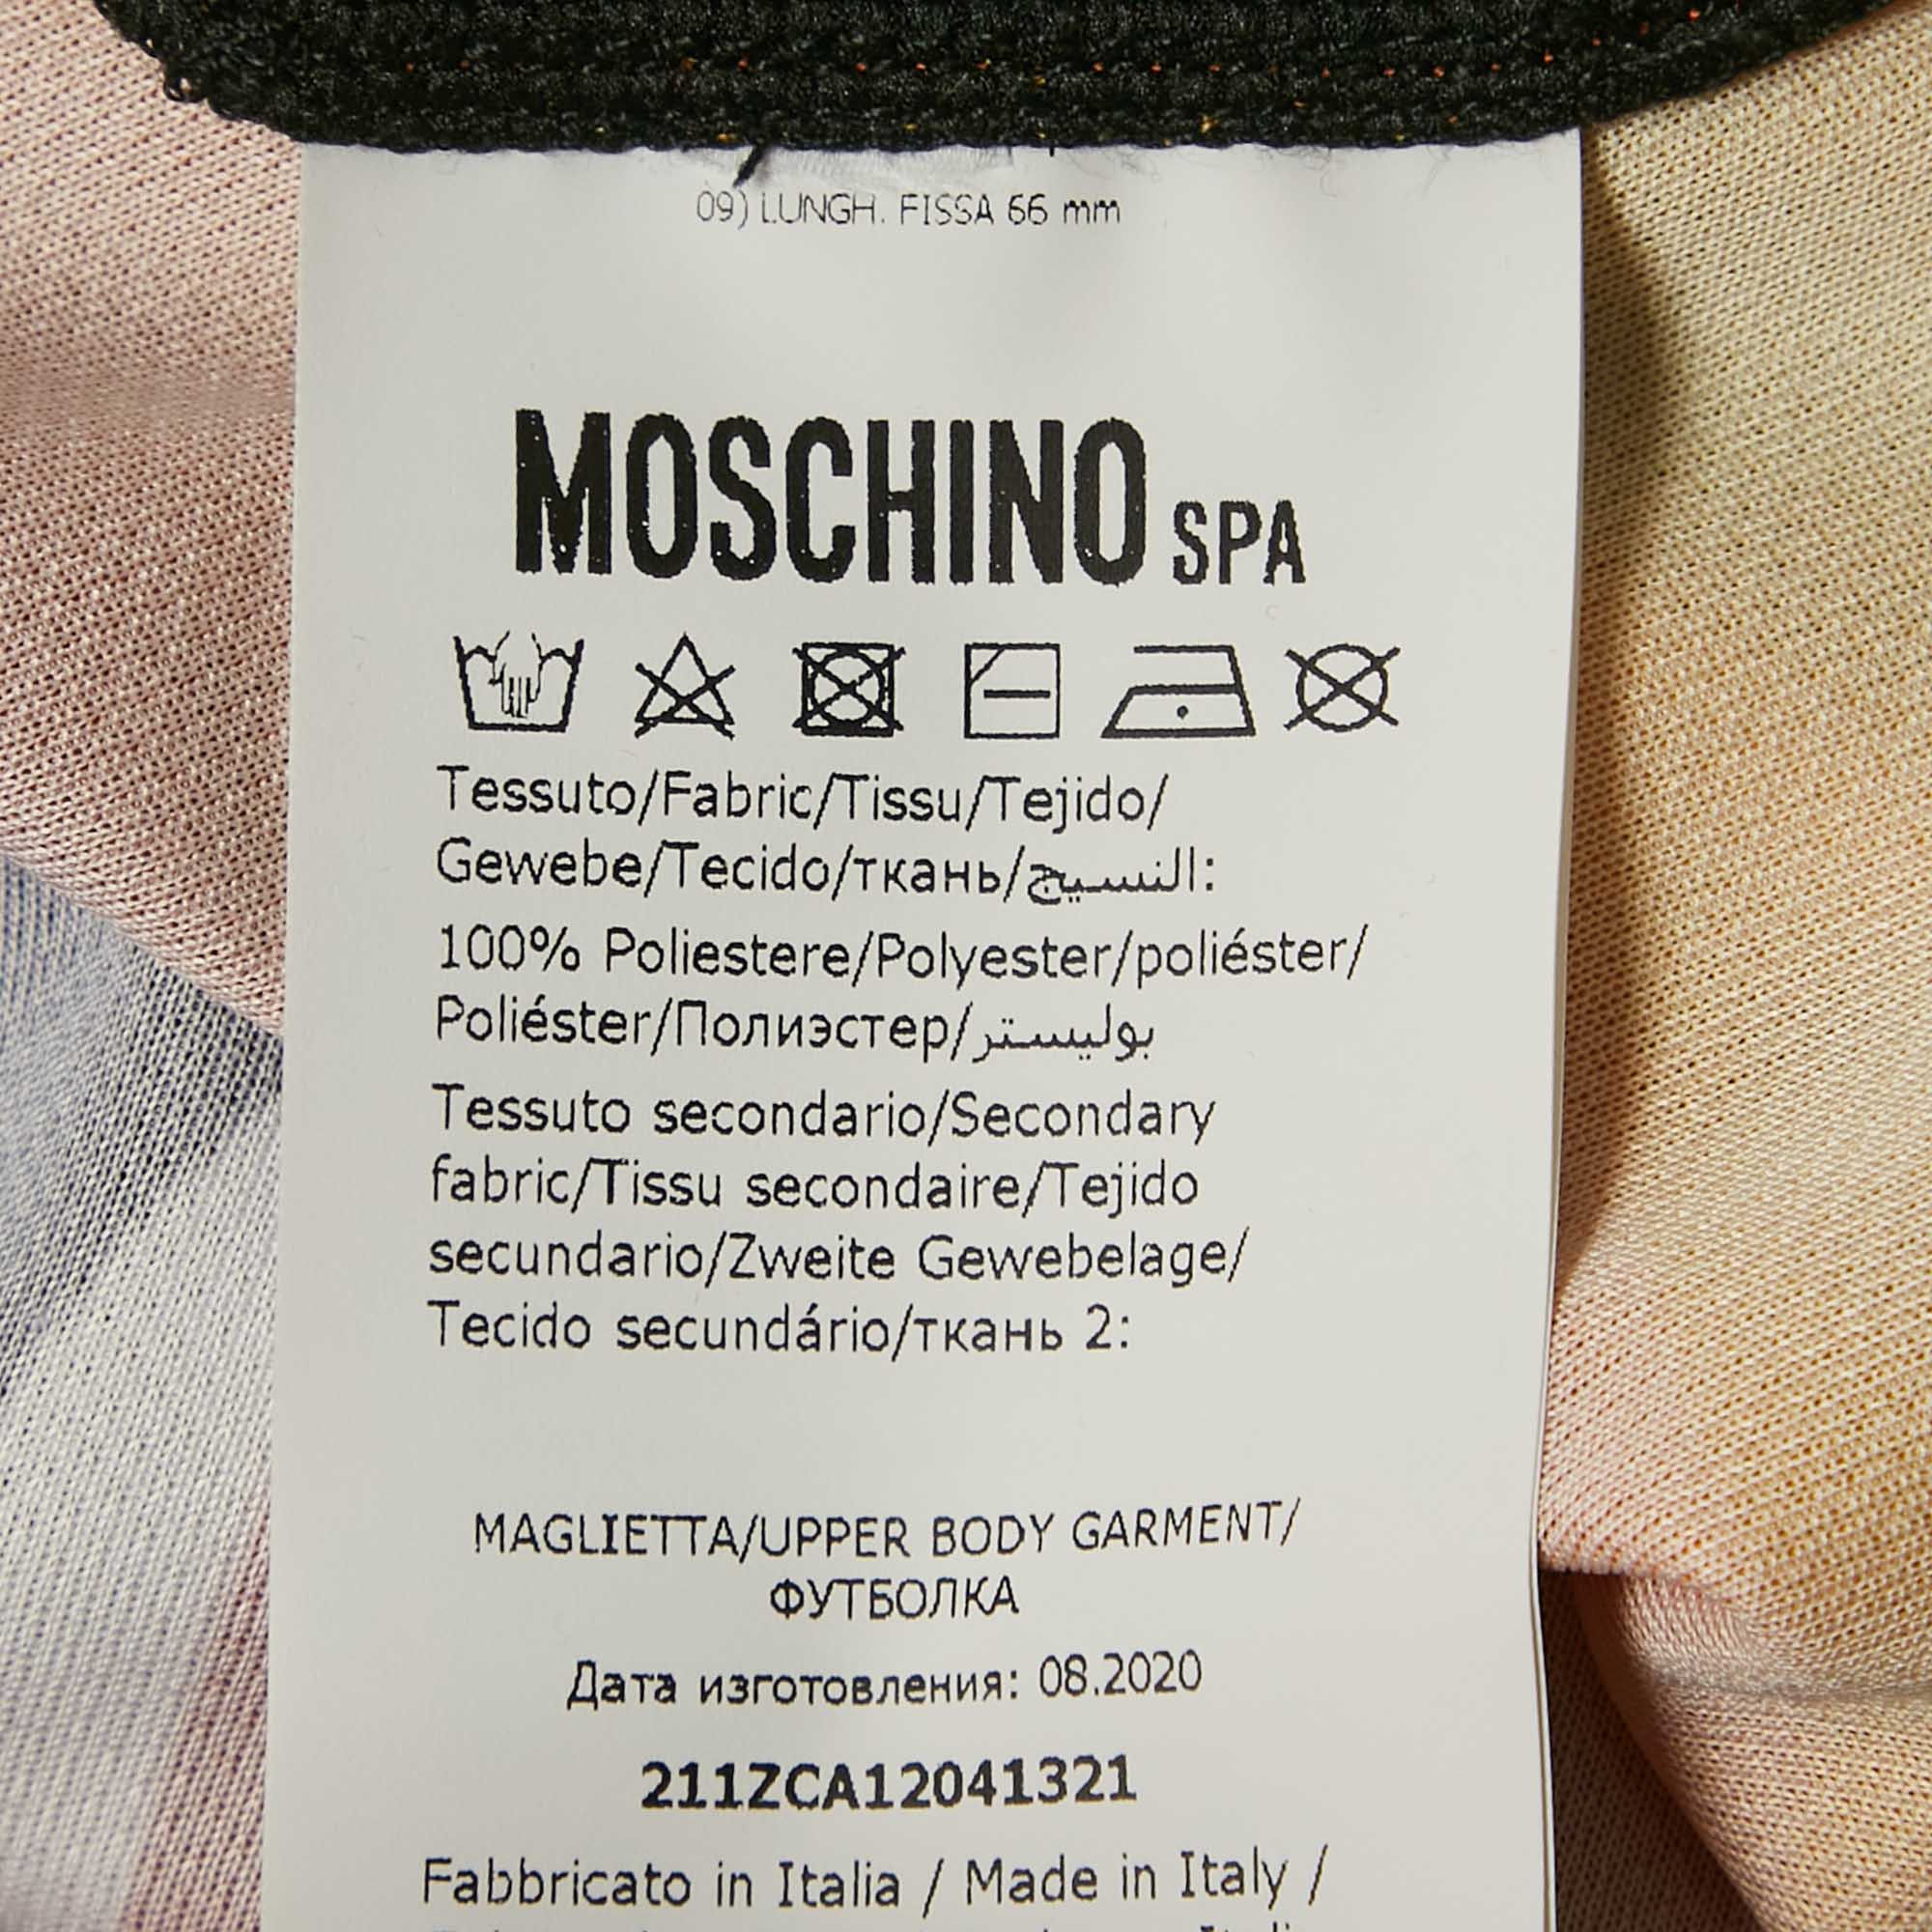 09) LUNGH. FISSA 66 mm
MOSCHINO SPA
Tessuto/Fabric/Tissu/Tejido/
Gewebe/Tecido/ткань/النسيج:
100% Poliestere/Polyester/poliéster/
Poliéster/Полиэстер/بوليستر
Tessuto secondario/Secondary
fabric/Tissu secondaire/Tejido
secundario/Zweite Gewebelage/
Tecido secundário/ткань 2:
MAGLIETTA/UPPER BODY GARMENT/
ФУТБОЛКА
Дата изготовления: 08.2020
211ZCA12041321
Fabbricato in Italia / Made in Italy /